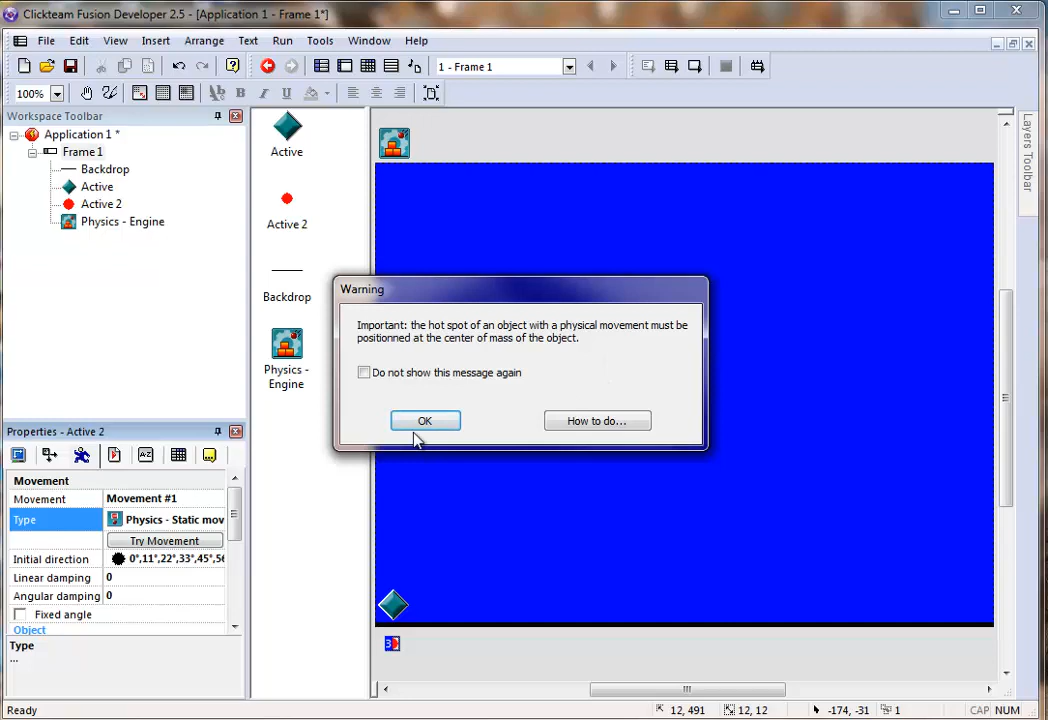 Clickteam Fusion Developer 2.5 - [Application 1 - Frame 1*]
File Edit View Insert Arrange Text Run Tools Window Help
1 - Frame 1
100% B I U
Workspace Toolbar
Application 1 *
Frame 1
Backdrop
Active
Active 2
Physics - Engine
Active
Active 2
Backdrop
Physics -
Engine
Layers Toolbar
Warning
Important: the hot spot of an object with a physical movement must be
positionned at the center of mass of the object.
Do not show this message again
OK How to do...
Properties - Active 2
Movement
Movement Movement #1
Type Physics - Static mov
Try Movement
Initial direction 0°,11°,22°,33°,45°,56
Linear damping 0
Angular damping 0
Fixed angle
Object
Type
...
Ready 12, 491 12, 12 -174, -31 1 CAP NUM